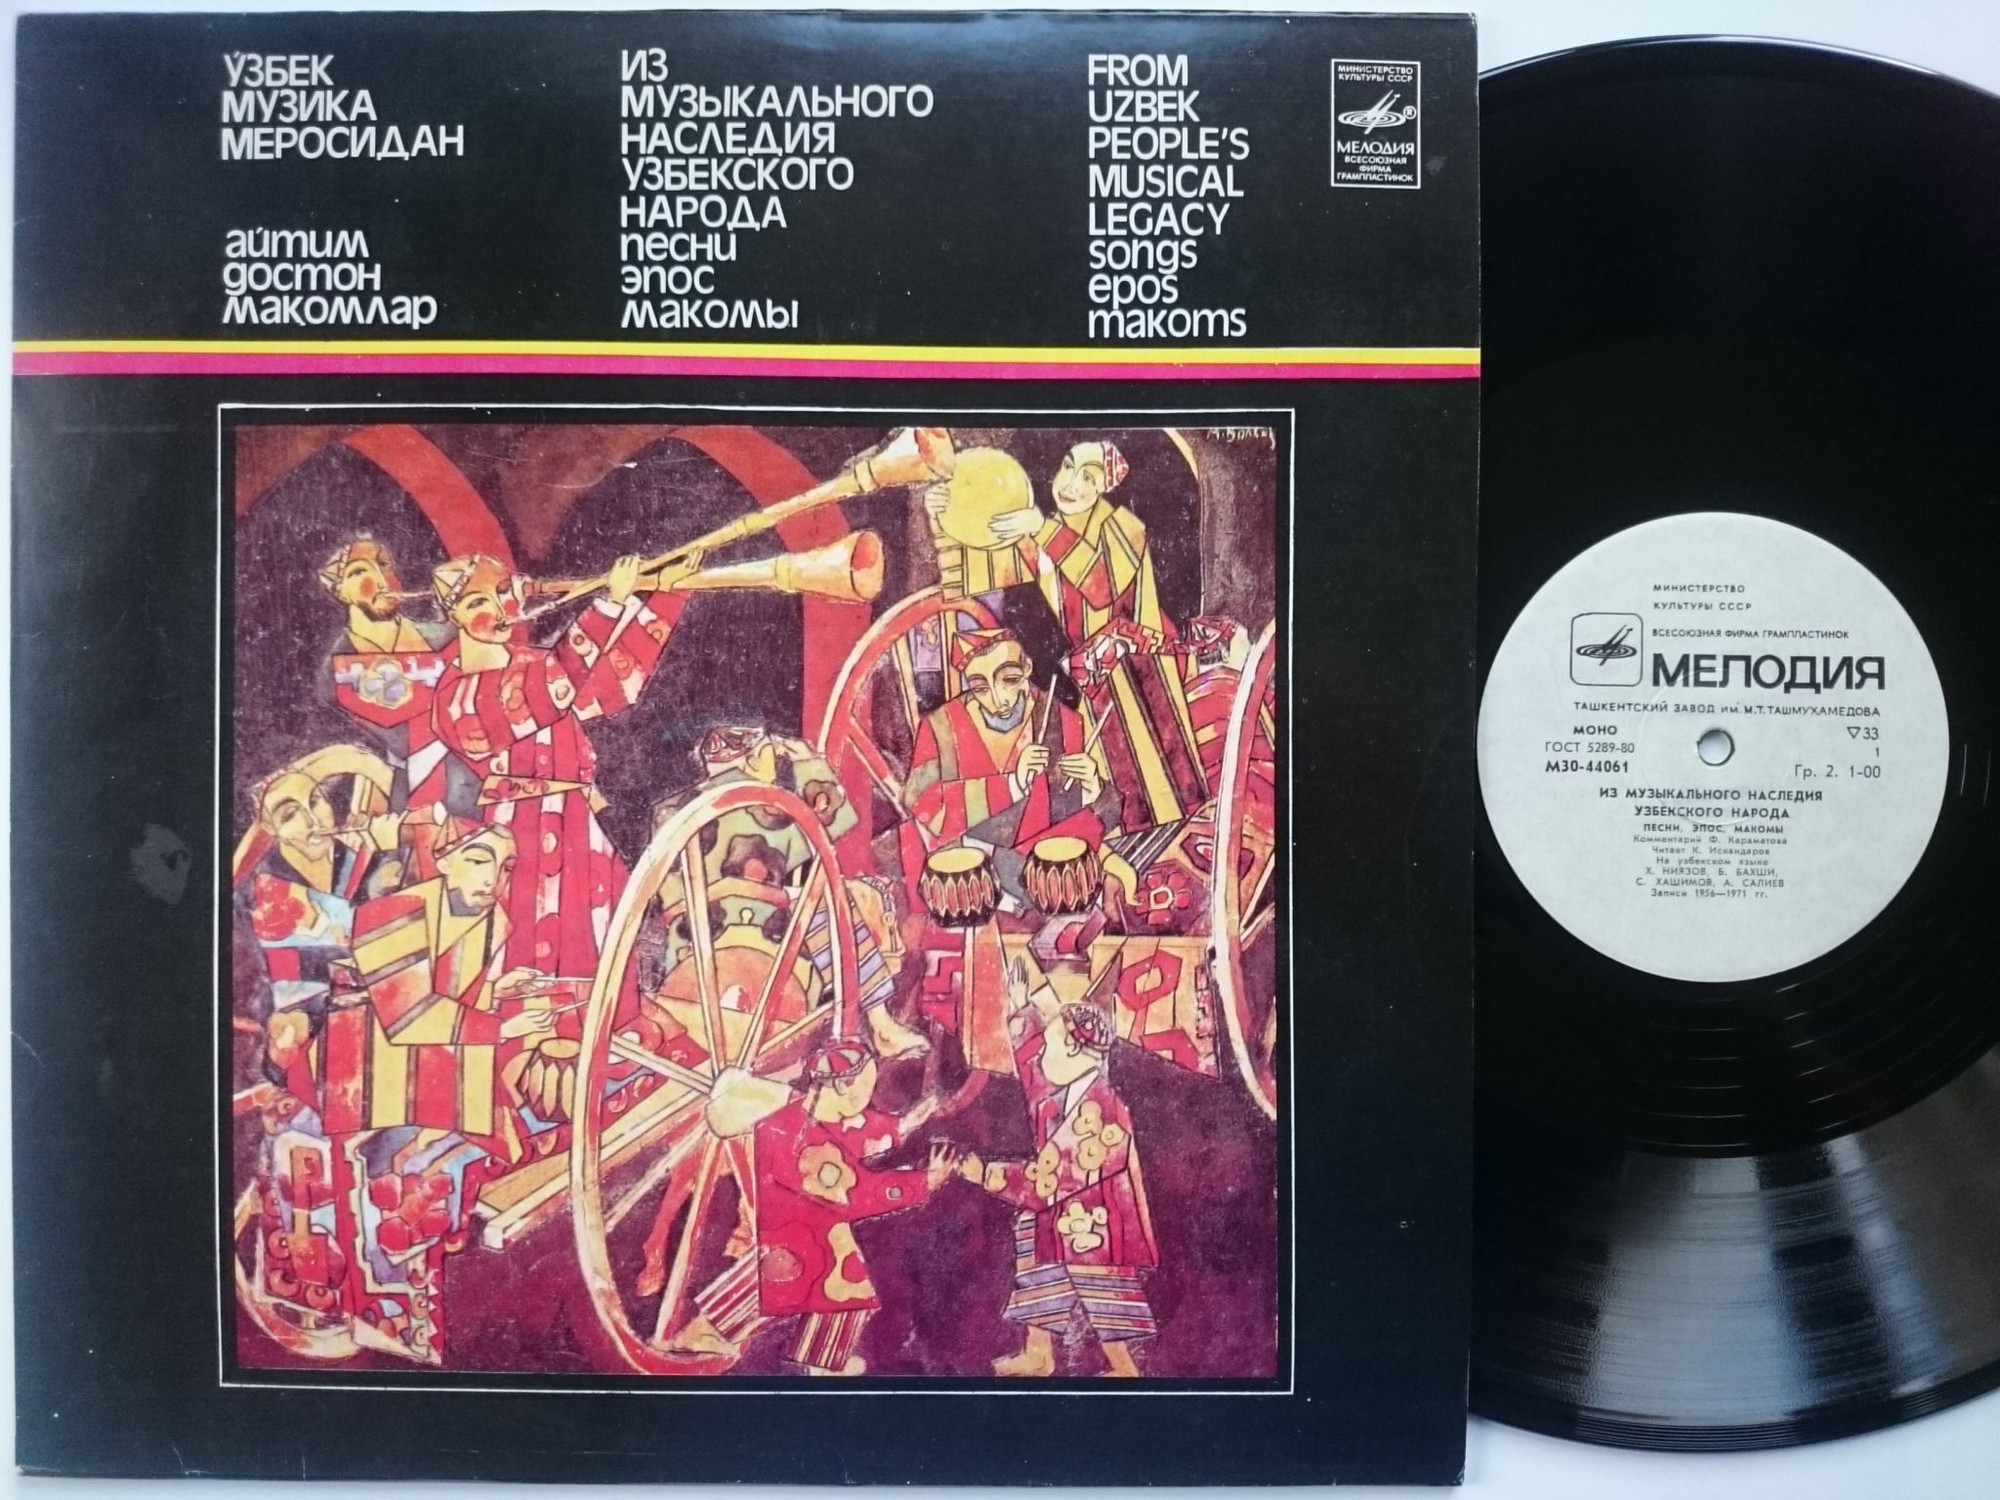 ЎЗБЕК
МУЗИКА
МЕРОСИДАН
айтим
достон
мақомлар
ИЗ
МУЗЫКАЛЬНОГО
НАСЛЕДИЯ
УЗБЕКСКОГО
НАРОДА
песни
эпос
макомы
FROM
UZBEK
PEOPLE'S
MUSICAL
LEGACY
songs
epos
makoms
МИНИСТЕРСТВО
КУЛЬТУРЫ СССР
®
МЕЛОДИЯ
ВСЕСОЮЗНАЯ
ФИРМА
ГРАМПЛАСТИНОК
МИНИСТЕРСТВО
КУЛЬТУРЫ СССР
ВСЕСОЮЗНАЯ ФИРМА ГРАМПЛАСТИНОК
МЕЛОДИЯ
ТАШКЕНТСКИЙ ЗАВОД ИМ. М.Т.ТАШМУХАМЕДОВА
МОНО
ГОСТ 5289-80
М30-44061
▽33
1
Гр. 2. 1-00
ИЗ МУЗЫКАЛЬНОГО НАСЛЕДИЯ
УЗБЕКСКОГО НАРОДА
ПЕСНИ, ЭПОС, МАКОМЫ
Комментарий Ф. Караматова
Читает К. Искандаров
На узбекском языке
Х. НИЯЗОВ, Б. БАХШИ,
С. ХАШИМОВ, А. САЛИЕВ
Записи 1956—1971 гг.